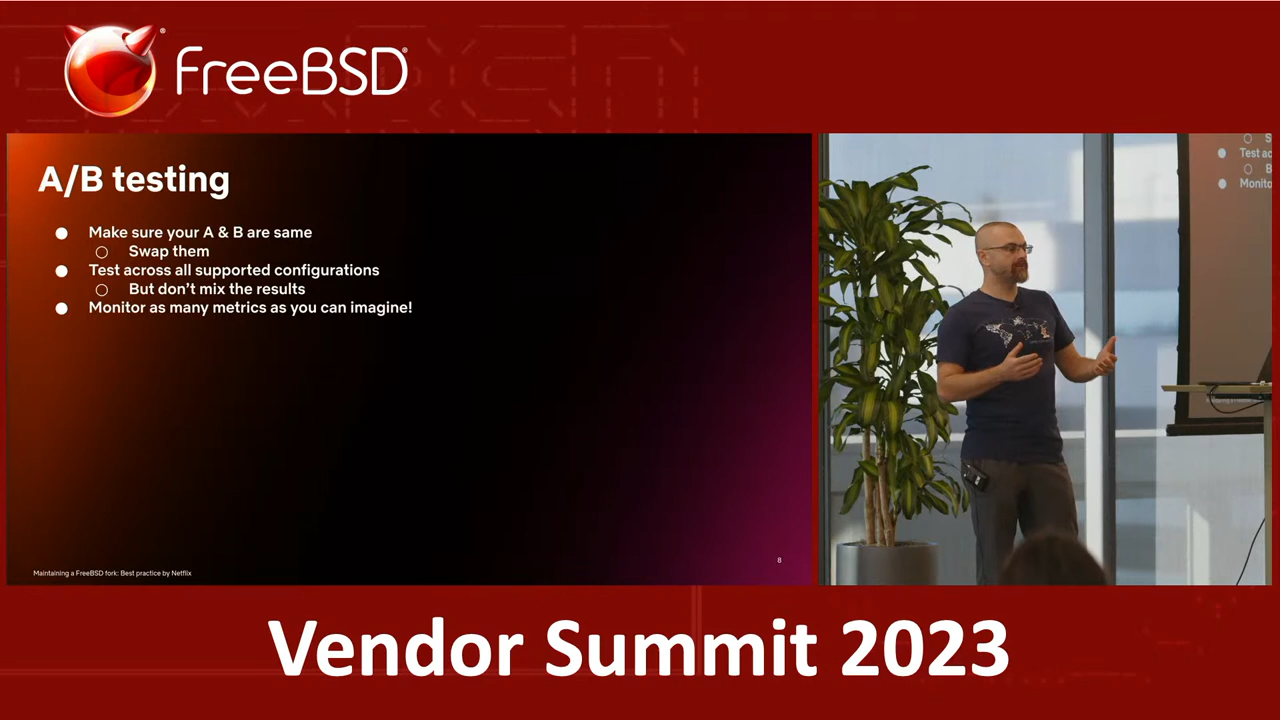 FreeBSD®
A/B testing
● Make sure your A & B are same
○ Swap them
● Test across all supported configurations
○ But don't mix the results
● Monitor as many metrics as you can imagine!
Maintaining a FreeBSD fork: Best practice by Netflix
8
○ S
● Test ac
○ B
● Monito
Vendor Summit 2023